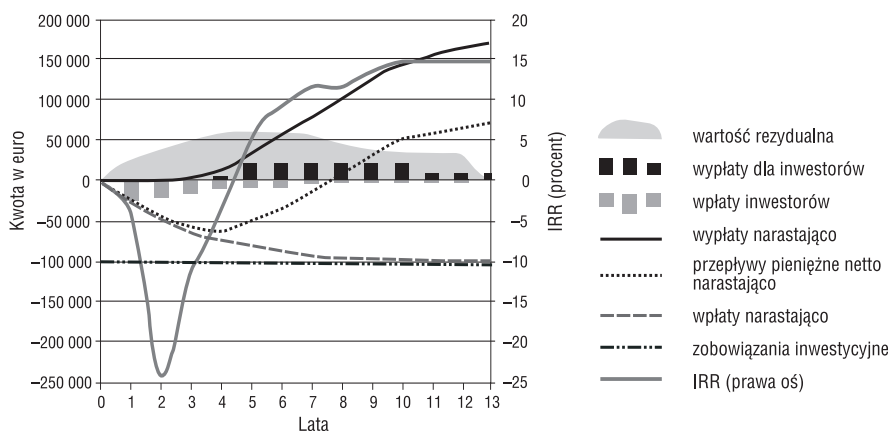 200 000
150 000
100 000
50 000
0
–50 000
–100 000
–150 000
–200 000
–250 000
Kwota w euro
20
15
10
5
0
–5
–10
–15
–20
–25
IRR (procent)
0 1 2 3 4 5 6 7 8 9 10 11 12 13
Lata
wartość rezydualna
wypłaty dla inwestorów
wpłaty inwestorów
wypłaty narastająco
przepływy pieniężne netto
narastająco
wpłaty narastająco
zobowiązania inwestycyjne
IRR (prawa oś)